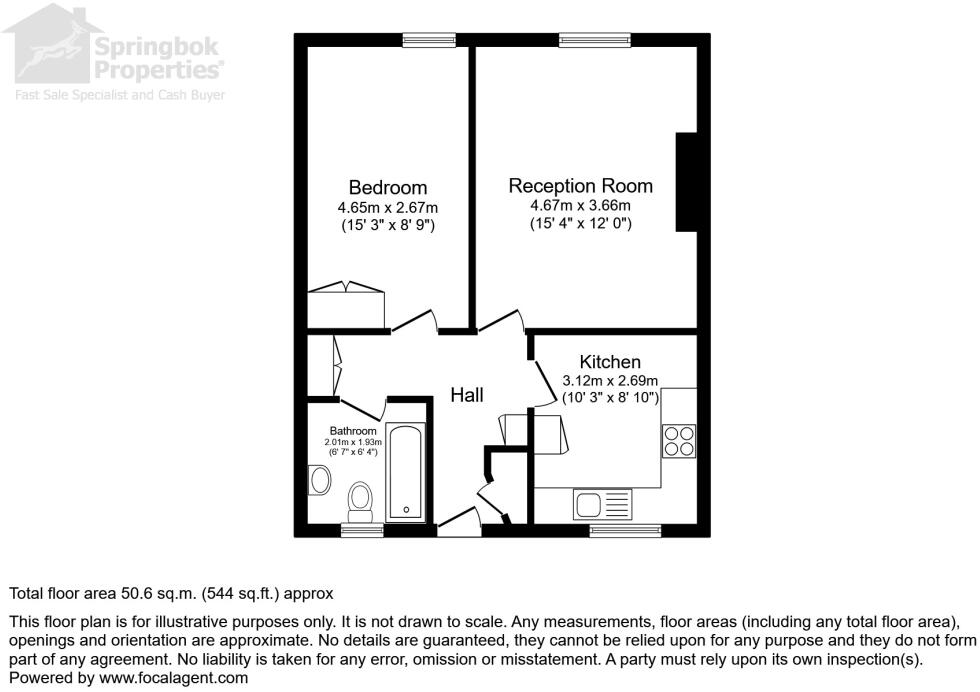 Springbok
Properties®
Fast Sale Specialist and Cash Buyer
Bedroom
4.65m x 2.67m
(15' 3" x 8' 9")
Reception Room
4.67m x 3.66m
(15' 4" x 12' 0")
Kitchen
3.12m x 2.69m
(10' 3" x 8' 10")
Hall
Bathroom
2.01m x 1.93m
(6' 7" x 6' 4")
Total floor area 50.6 sq.m. (544 sq.ft.) approx
This floor plan is for illustrative purposes only. It is not drawn to scale. Any measurements, floor areas (including any total floor area),
openings and orientation are approximate. No details are guaranteed, they cannot be relied upon for any purpose and they do not form
part of any agreement. No liability is taken for any error, omission or misstatement. A party must rely upon its own inspection(s).
Powered by www.focalagent.com